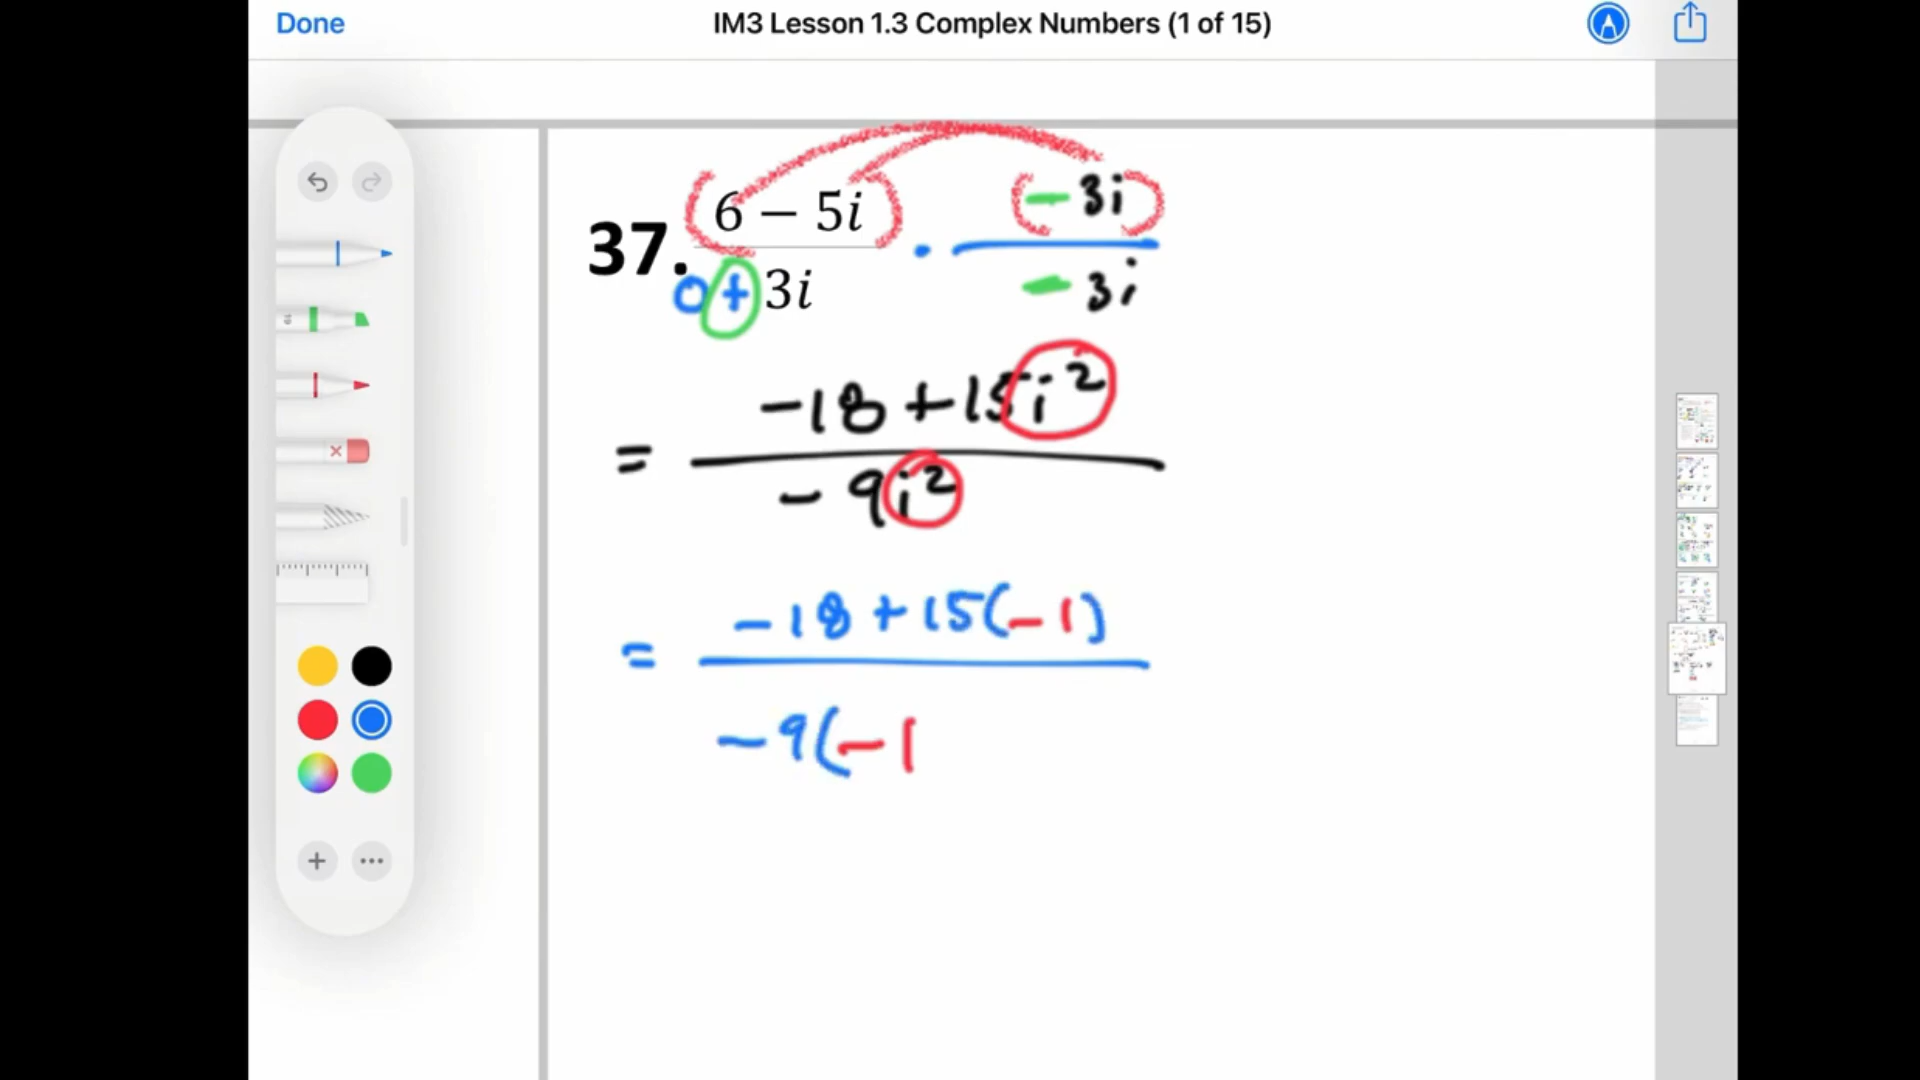 Done
IM3 Lesson 1.3 Complex Numbers (1 of 15)
37. (6 − 5i) / 0 + 3i · (− 3i) / − 3i
= −18 + 15i² / − 9i²
= −18 + 15(−1) / −9(−1